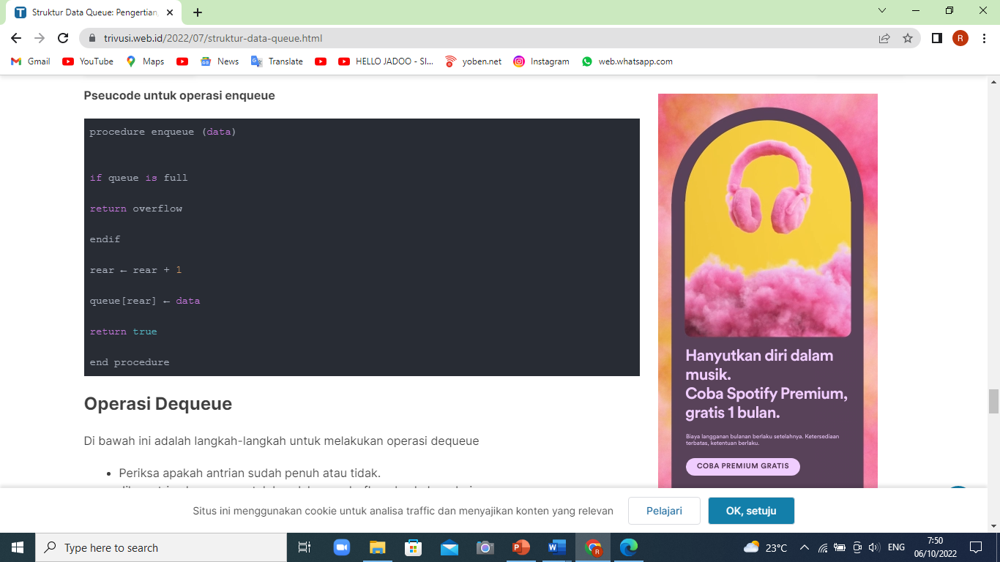 Struktur Data Queue: Pengertian,
trivusi.web.id/2022/07/struktur-data-queue.html
R
Gmail
YouTube
Maps
News
Translate
HELLO JADOO - SI...
yoben.net
Instagram
web.whatsapp.com
Pseucode untuk operasi enqueue
procedure enqueue (data)
if queue is full
return overflow
endif
rear ← rear + 1
queue[rear] ← data
return true
end procedure
Operasi Dequeue
Di bawah ini adalah langkah-langkah untuk melakukan operasi dequeue
• Periksa apakah antrian sudah penuh atau tidak.
Hanyutkan diri dalam
musik.
Coba Spotify Premium,
gratis 1 bulan.
Biaya langganan bulanan berlaku setelahnya. Ketersediaan
terbatas, ketentuan berlaku.
COBA PREMIUM GRATIS
Situs ini menggunakan cookie untuk analisa traffic dan menyajikan konten yang relevan
Pelajari
OK, setuju
Type here to search
23°C
ENG
7:50
06/10/2022